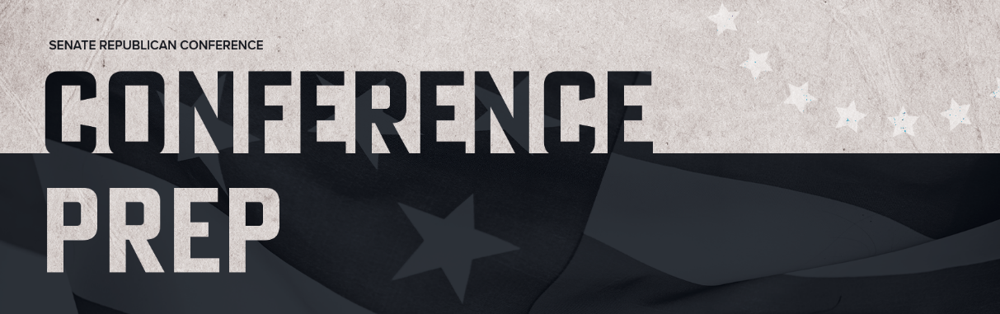 SENATE REPUBLICAN CONFERENCE
CONFERENCE
PREP